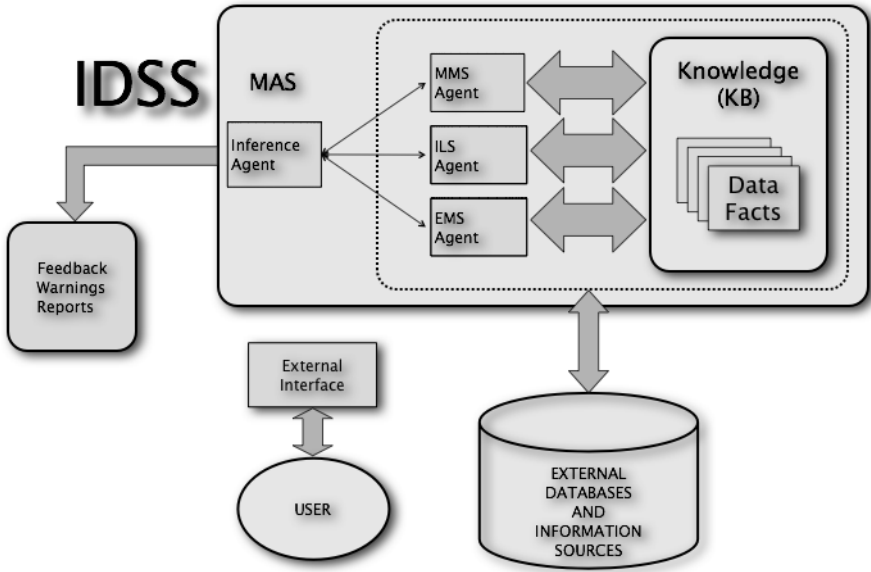 IDSS
MAS
Inference
Agent
MMS
Agent
ILS
Agent
EMS
Agent
Knowledge
(KB)
Data
Facts
Feedback
Warnings
Reports
External
Interface
USER
EXTERNAL
DATABASES
AND
INFORMATION
SOURCES